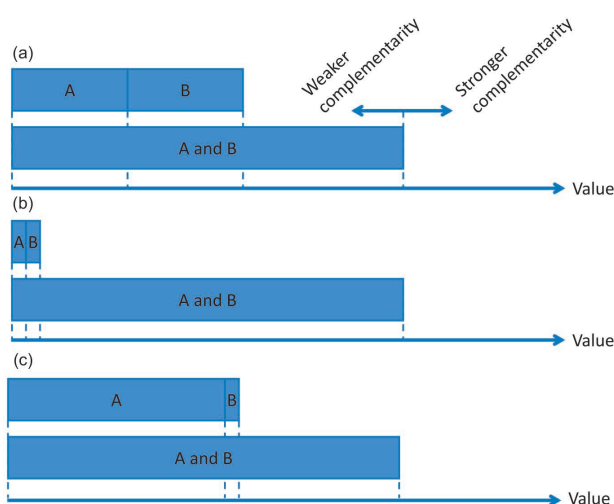 (a)
Weaker
complementarity
Stronger
complementarity
A B
A and B
Value
(b)
A B
A and B
Value
(c)
A B
A and B
Value